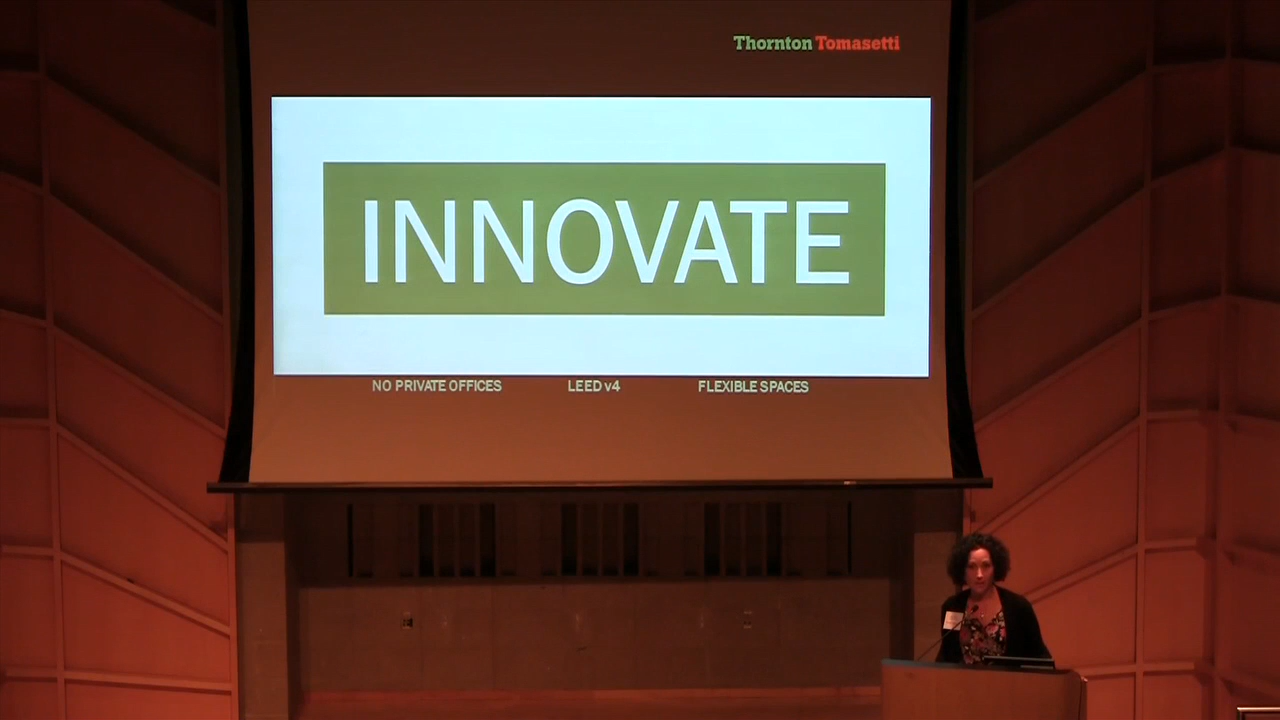 Thornton Tomasetti
INNOVATE
NO PRIVATE OFFICES LEED v4 FLEXIBLE SPACES